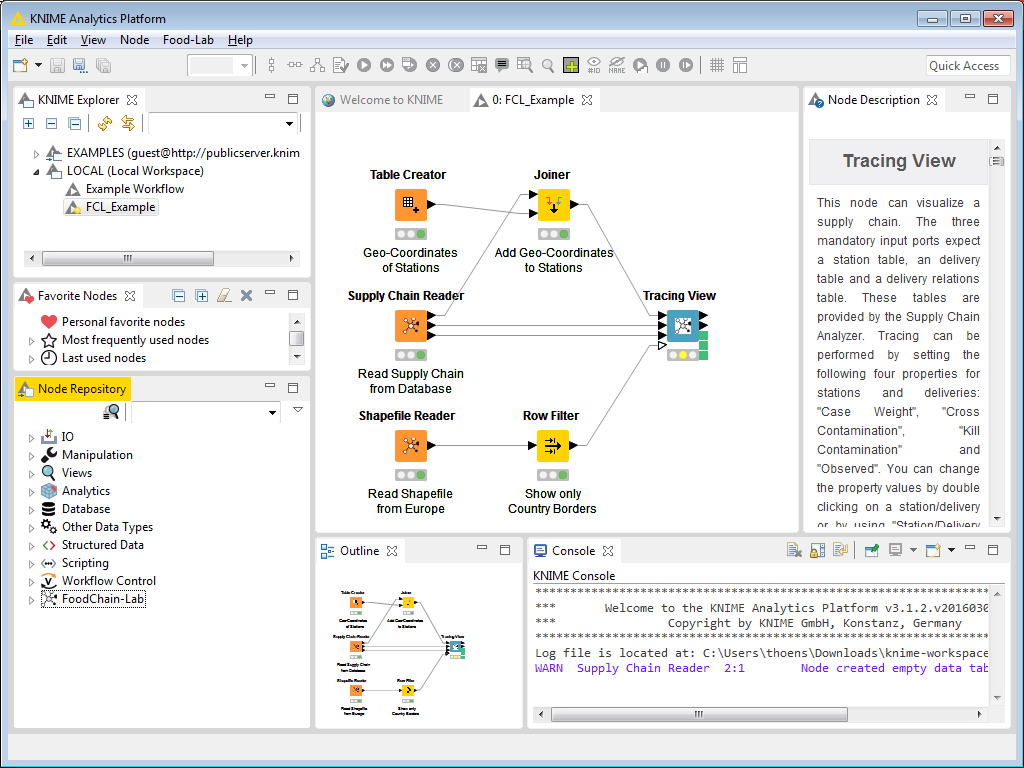 KNIME Analytics Platform
File Edit View Node Food-Lab Help
#ID NAME Quick Access
KNIME Explorer
EXAMPLES (guest@http://publicserver.knim
LOCAL (Local Workspace)
Example Workflow
FCL_Example
Favorite Nodes
Personal favorite nodes
Most frequently used nodes
Last used nodes
Node Repository
IO
Manipulation
Views
Analytics
Database
Other Data Types
Structured Data
Scripting
Workflow Control
FoodChain-Lab
Welcome to KNIME 0: FCL_Example
Table Creator
Geo-Coordinates
of Stations
Joiner
Add Geo-Coordinates
to Stations
Supply Chain Reader
Read Supply Chain
from Database
Tracing View
Shapefile Reader
Read Shapefile
from Europe
Row Filter
Show only
Country Borders
Node Description
Tracing View
This node can visualize a
supply chain. The three
mandatory input ports expect
a station table, an delivery
table and a delivery relations
table. These tables are
provided by the Supply Chain
Analyzer. Tracing can be
performed by setting the
following four properties for
stations and deliveries:
"Case Weight", "Cross
Contamination", "Kill
Contamination" and
"Observed". You can change
the property values by double
clicking on a station/delivery
or by using "Station/Delivery
Outline
Table Creator
Geo-Coordinates
of Stations
Joiner
Add Geo-Coordinates
to Stations
Supply Chain Reader
Read Supply Chain
from Database
Tracing View
Shapefile Reader
Read Shapefile
from Europe
Row Filter
Show only
Country Borders
Console
KNIME Console
*** Welcome to the KNIME Analytics Platform v3.1.2.v2016030
*** Copyright by KNIME GmbH, Konstanz, Germany
Log file is located at: C:\Users\thoens\Downloads\knime-workspace
WARN Supply Chain Reader 2:1 Node created empty data tab